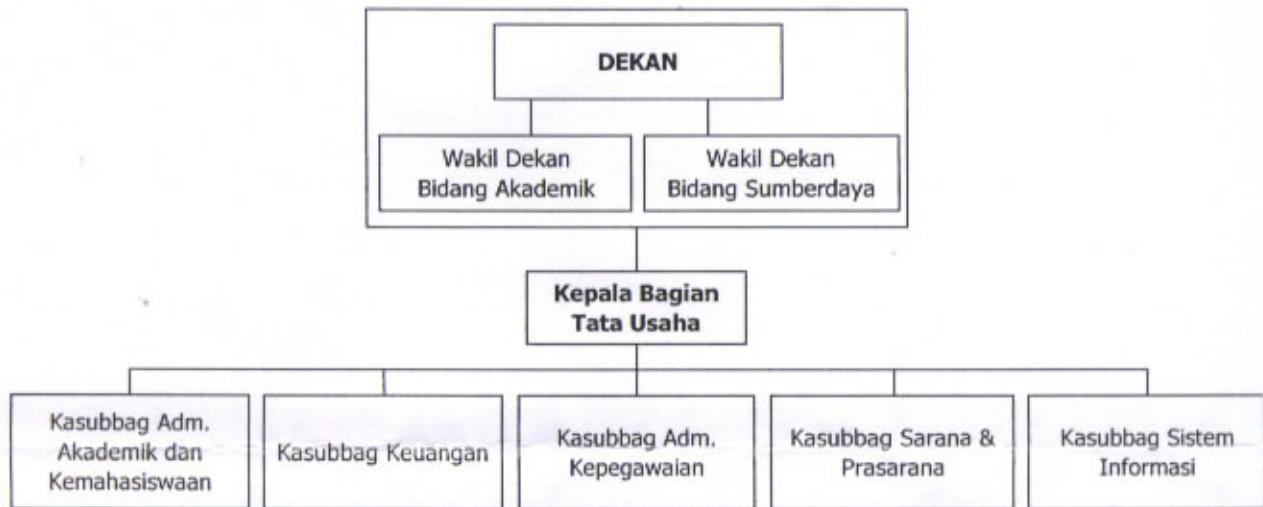 DEKAN
Wakil Dekan
Bidang Akademik
Wakil Dekan
Bidang Sumberdaya
Kepala Bagian
Tata Usaha
Kasubbag Adm.
Akademik dan
Kemahasiswaan
Kasubbag Keuangan
Kasubbag Adm.
Kepegawaian
Kasubbag Sarana &
Prasarana
Kasubbag Sistem
Informasi